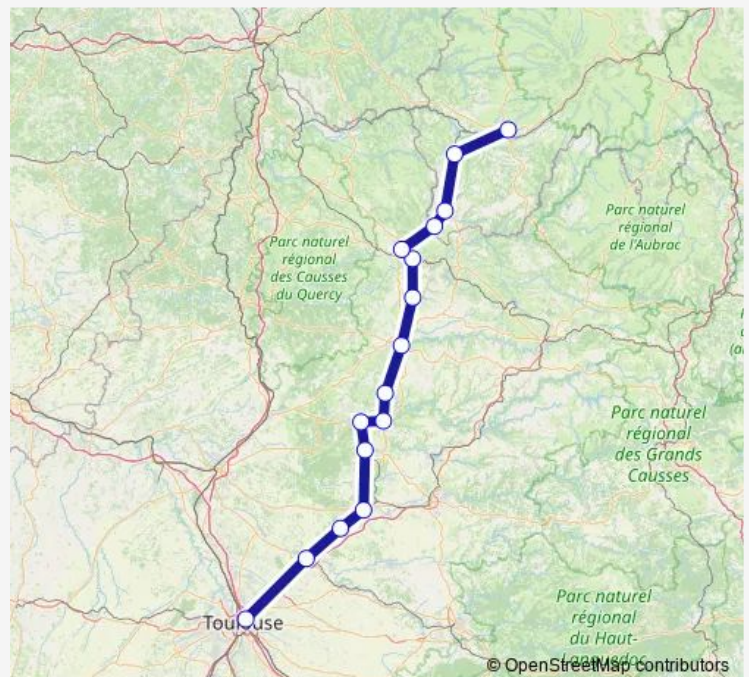 Parc naturel
régional
de l'Aubrac
Parc naturel
régional
des Causses
du Quercy
Parc naturel
régional
des Grands
Causses
Toulouse
Parc naturel
régional
du Haut-
Languedoc
© OpenStreetMap contributors